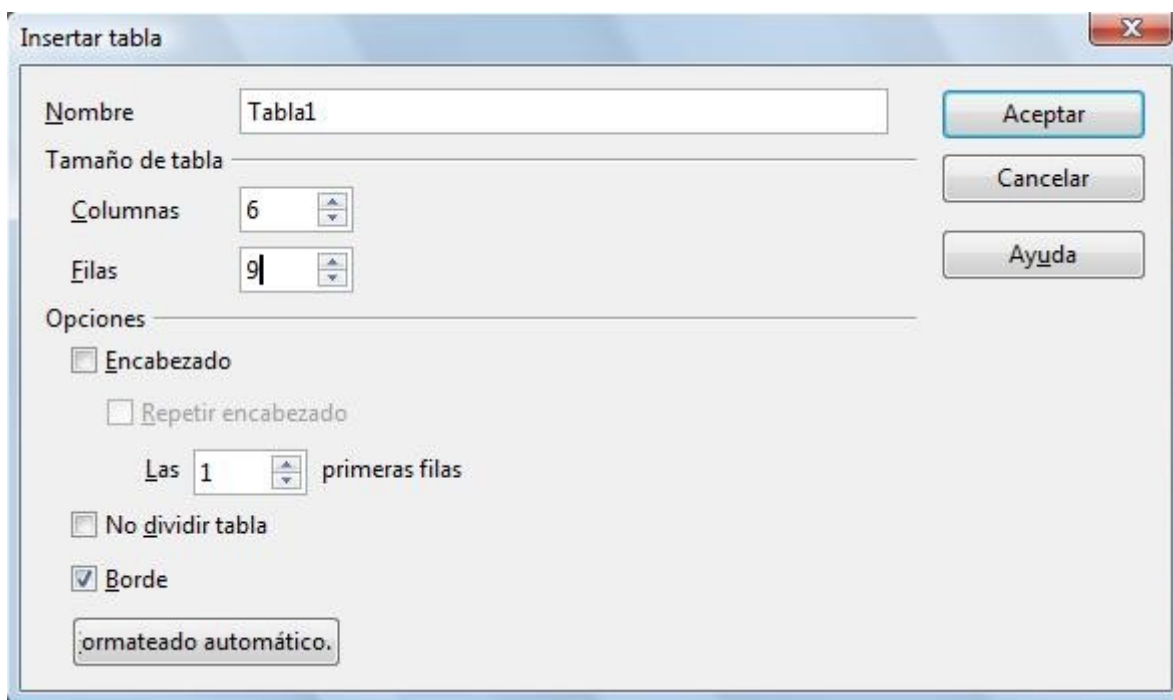 Insertar tabla
X
Nombre Tabla1 Aceptar
Tamaño de tabla Cancelar
Columnas 6
Filas 9 Ayuda
Opciones
Encabezado
Repetir encabezado
Las 1 primeras filas
No dividir tabla
Borde
ormateado automático.